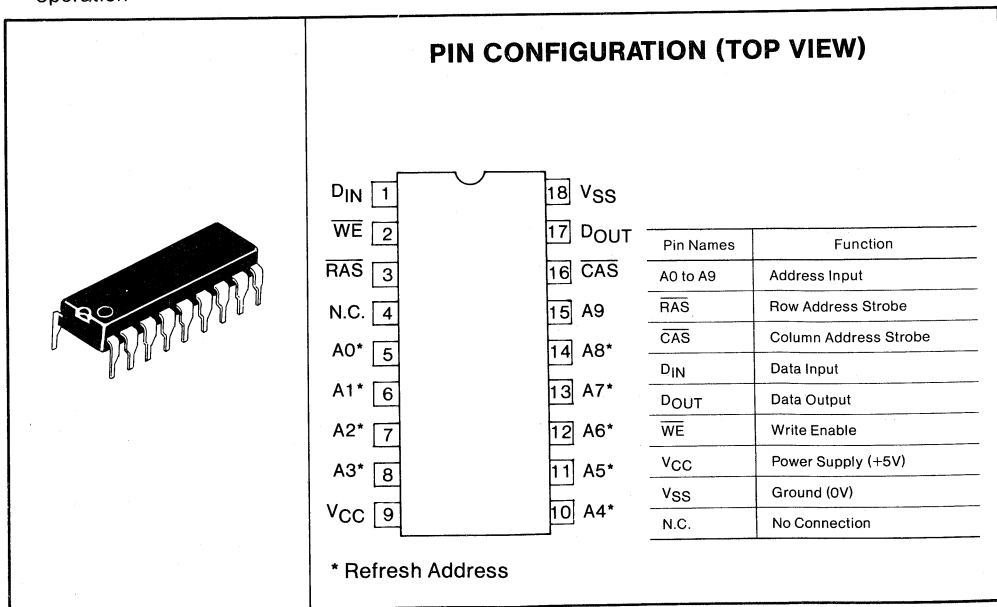 operation
PIN CONFIGURATION (TOP VIEW)
DIN 1
WE 2
RAS 3
N.C. 4
A0* 5
A1* 6
A2* 7
A3* 8
VCC 9
18 VSS
17 DOUT
16 CAS
15 A9
14 A8*
13 A7*
12 A6*
11 A5*
10 A4*
* Refresh Address
Pin Names Function
A0 to A9 Address Input
RAS Row Address Strobe
CAS Column Address Strobe
DIN Data Input
DOUT Data Output
WE Write Enable
VCC Power Supply (+5V)
VSS Ground (0V)
N.C. No Connection